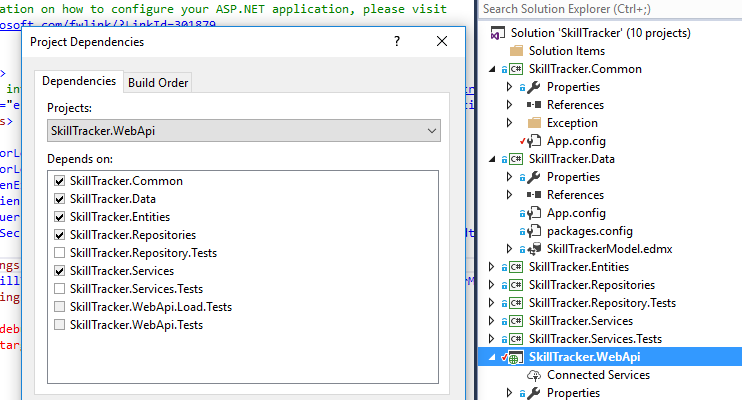 ation on how to configure your ASP.NET application, please visit
osoft.com/fwlink/?LinkId=301879
Project Dependencies
?
Dependencies
Build Order
Projects:
SkillTracker.WebApi
Depends on:
SkillTracker.Common
SkillTracker.Data
SkillTracker.Entities
SkillTracker.Repositories
SkillTracker.Repository.Tests
SkillTracker.Services
SkillTracker.Services.Tests
SkillTracker.WebApi.Load.Tests
SkillTracker.WebApi.Tests
Search Solution Explorer (Ctrl+;)
Solution 'SkillTracker' (10 projects)
Solution Items
C# SkillTracker.Common
Properties
References
Exception
App.config
C# SkillTracker.Data
Properties
References
App.config
packages.config
SkillTrackerModel.edmx
C# SkillTracker.Entities
C# SkillTracker.Repositories
C# SkillTracker.Repository.Tests
C# SkillTracker.Services
C# SkillTracker.Services.Tests
SkillTracker.WebApi
Connected Services
Properties